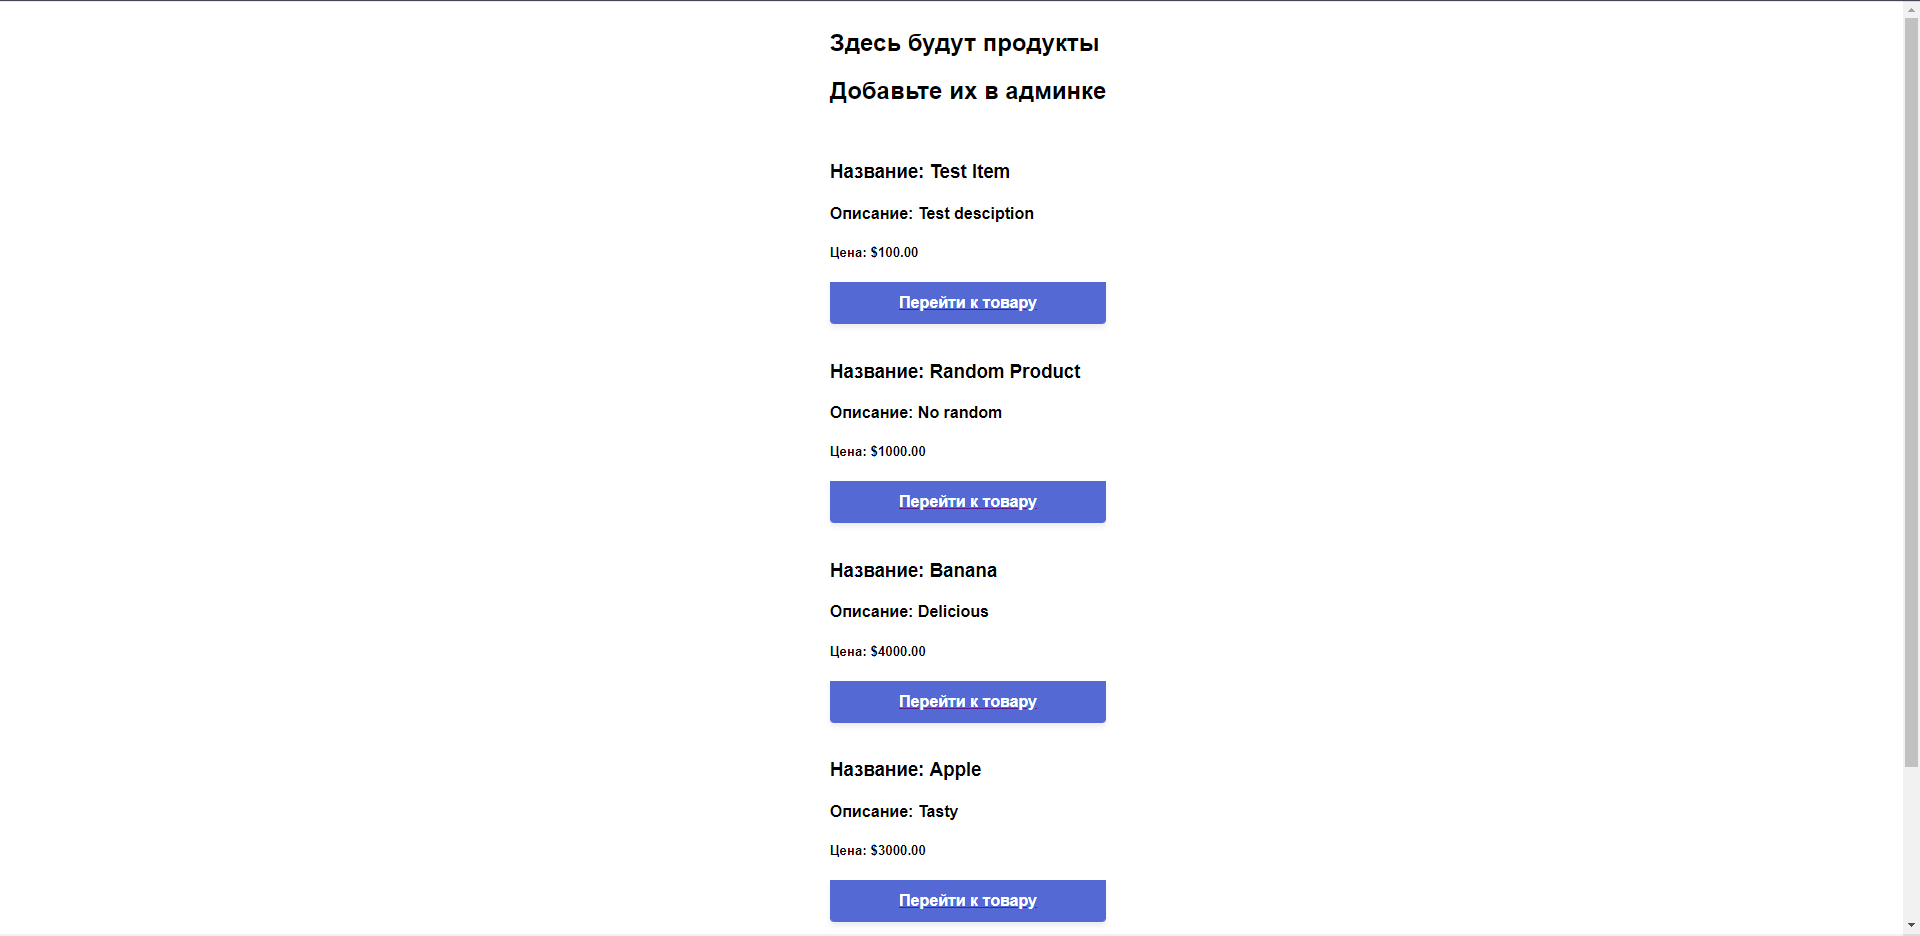 Здесь будут продукты
Добавьте их в админке
Название: Test Item
Описание: Test desciption
Цена: $100.00
Перейти к товару
Название: Random Product
Описание: No random
Цена: $1000.00
Перейти к товару
Название: Banana
Описание: Delicious
Цена: $4000.00
Перейти к товару
Название: Apple
Описание: Tasty
Цена: $3000.00
Перейти к товару